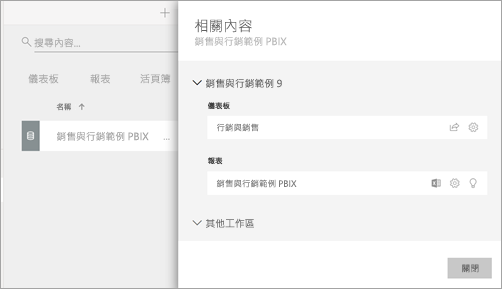 搜尋內容...
儀表板 報表 活頁簿
名稱
銷售與行銷範例 PBIX ...
相關內容
銷售與行銷範例 PBIX
銷售與行銷範例 9
儀表板
行銷與銷售
報表
銷售與行銷範例 PBIX
其他工作區
關閉